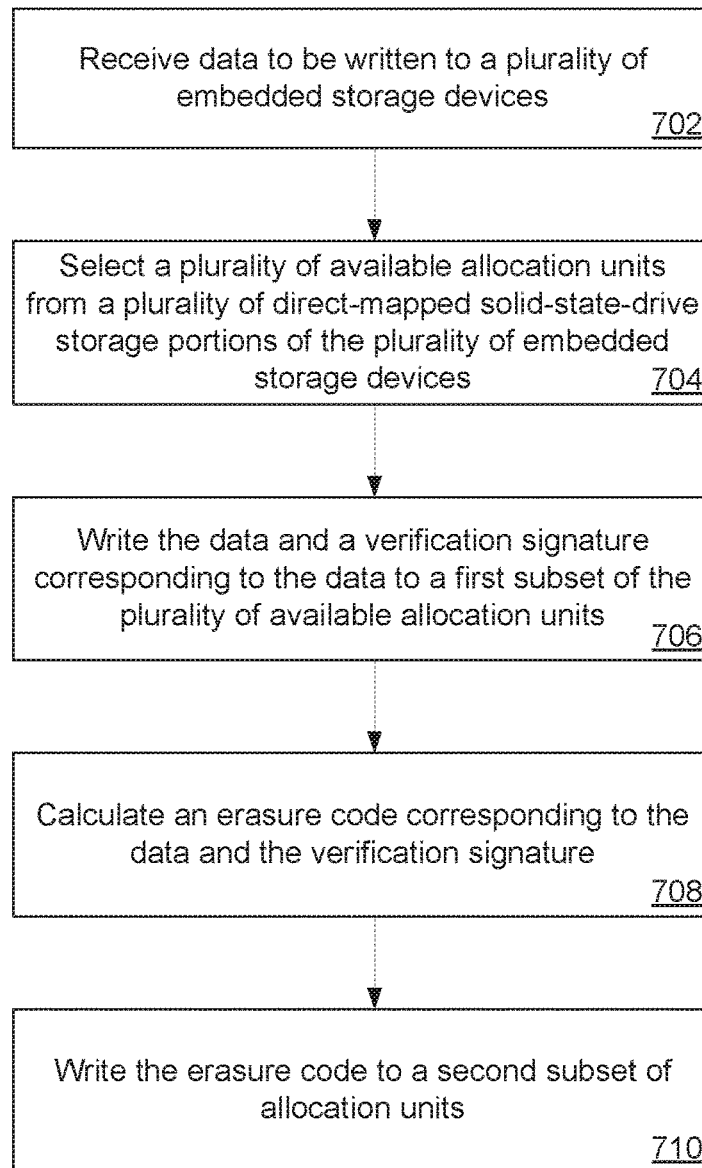 Receive data to be written to a plurality of
embedded storage devices
702
Select a plurality of available allocation units
from a plurality of direct-mapped solid-state-drive
storage portions of the plurality of embedded
storage devices
704
Write the data and a verification signature
corresponding to the data to a first subset of the
plurality of available allocation units
706
Calculate an erasure code corresponding to the
data and the verification signature
708
Write the erasure code to a second subset of
allocation units
710